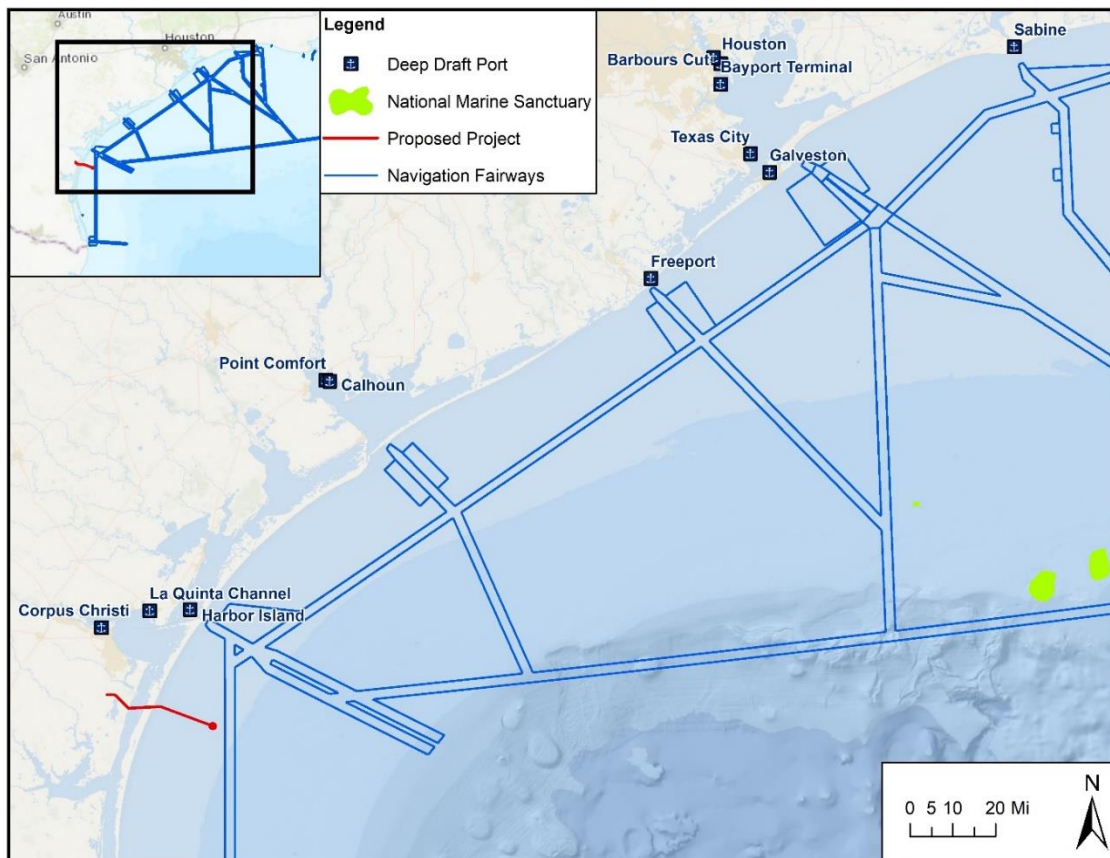 Austin
Houston
San Antonio
Legend
Deep Draft Port
National Marine Sanctuary
Proposed Project
Navigation Fairways
Sabine
Houston
Barbours Cut
Bayport Terminal
Texas City
Galveston
Freeport
Point Comfort
Calhoun
La Quinta Channel
Corpus Christi
Harbor Island
N
0 5 10 20 Mi